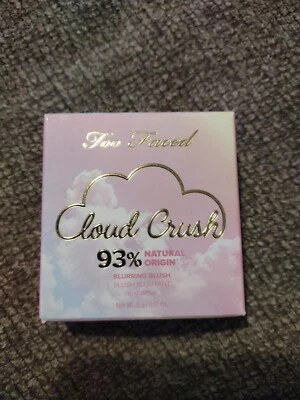 Too Faced
Cloud Crush
93% NATURAL
ORIGIN
BLURRING BLUSH